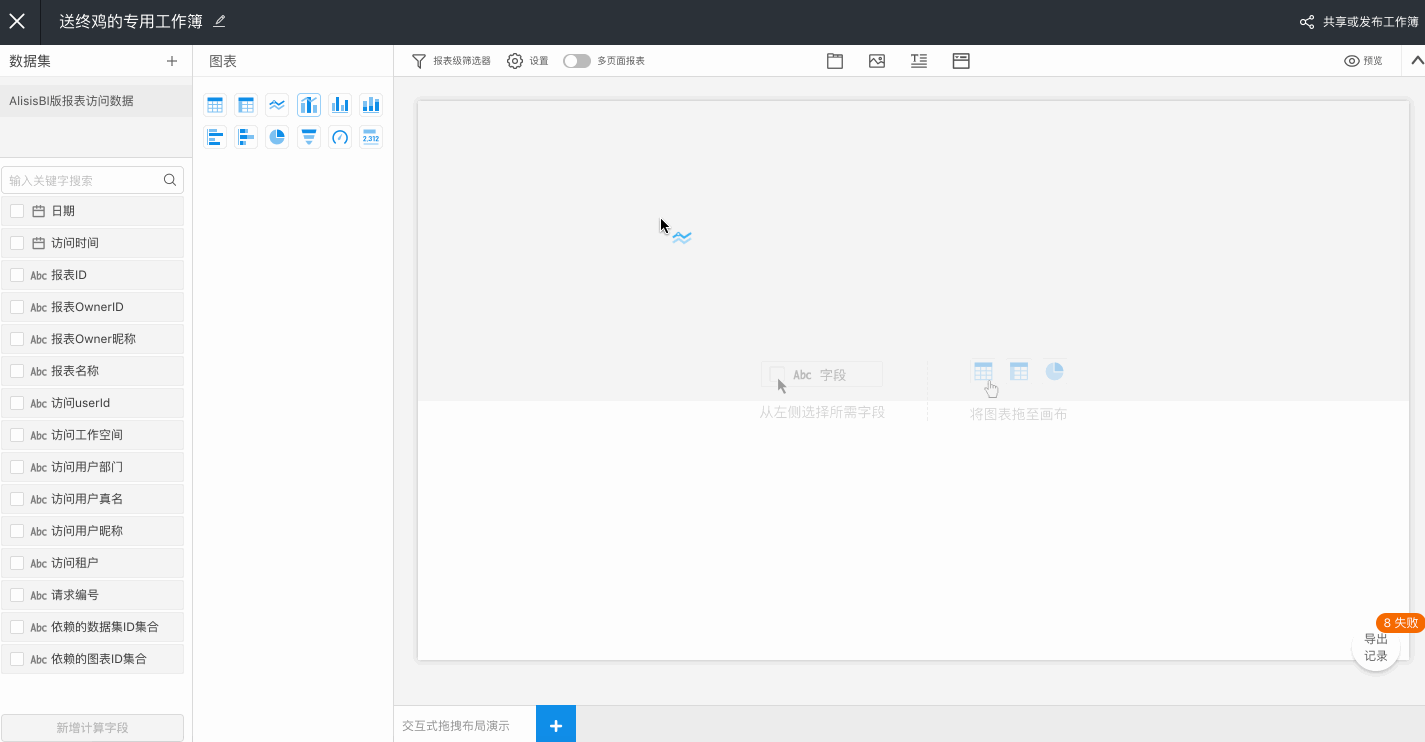 送终鸡的专用工作簿
共享或发布工作簿
数据集
图表
报表级筛选器
设置
多页面报表
预览
AlisisBI版报表访问数据
输入关键字搜索
日期
访问时间
Abc 报表ID
Abc 报表OwnerID
Abc 报表Owner昵称
Abc 报表名称
Abc 访问userId
Abc 访问工作空间
Abc 访问用户部门
Abc 访问用户真名
Abc 访问用户昵称
Abc 访问租户
Abc 请求编号
Abc 依赖的数据集ID集合
Abc 依赖的图表ID集合
新增计算字段
2,312
Abc 字段
从左侧选择所需字段
将图表拖至画布
8 失败
导出
记录
交互式拖拽布局演示